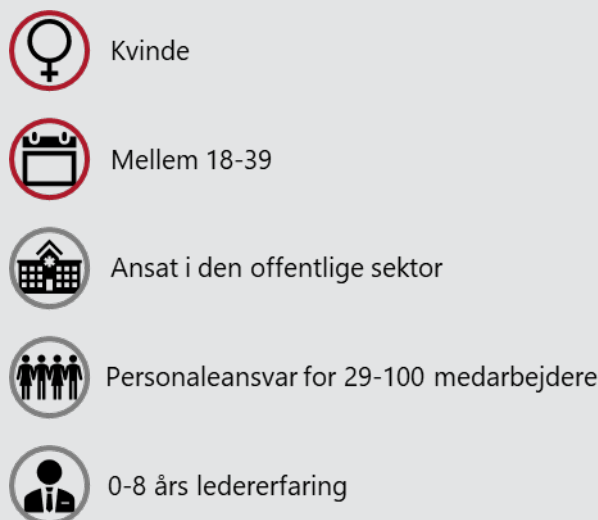 Kvinde
Mellem 18-39
Ansat i den offentlige sektor
Personaleansvar for 29-100 medarbejdere
0-8 års ledererfaring